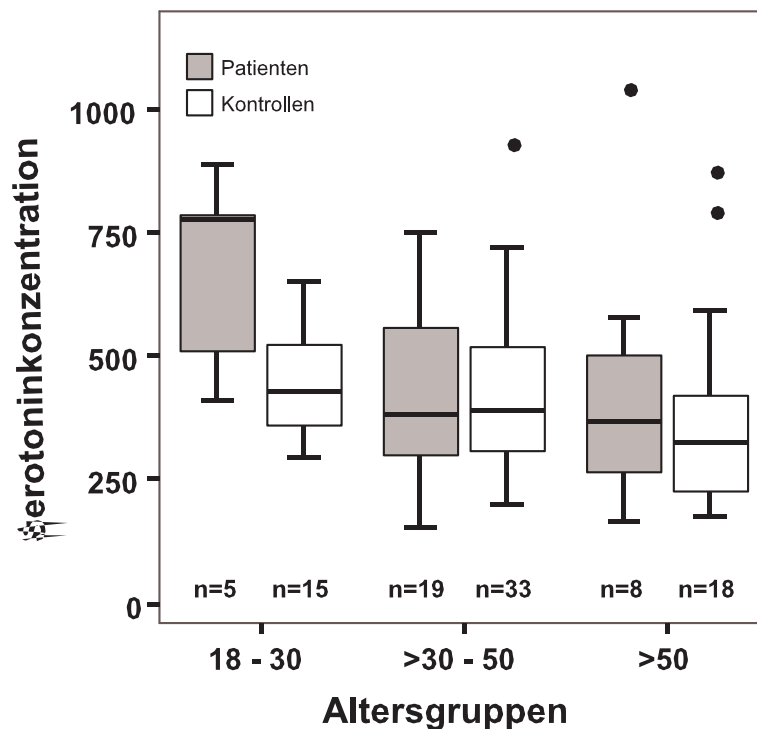 Patienten
Kontrollen
erotoninkonzentration
1000
750
500
250
0
n=5 n=15 n=19 n=33 n=8 n=18
18 - 30 >30 - 50 >50
Altersgruppen